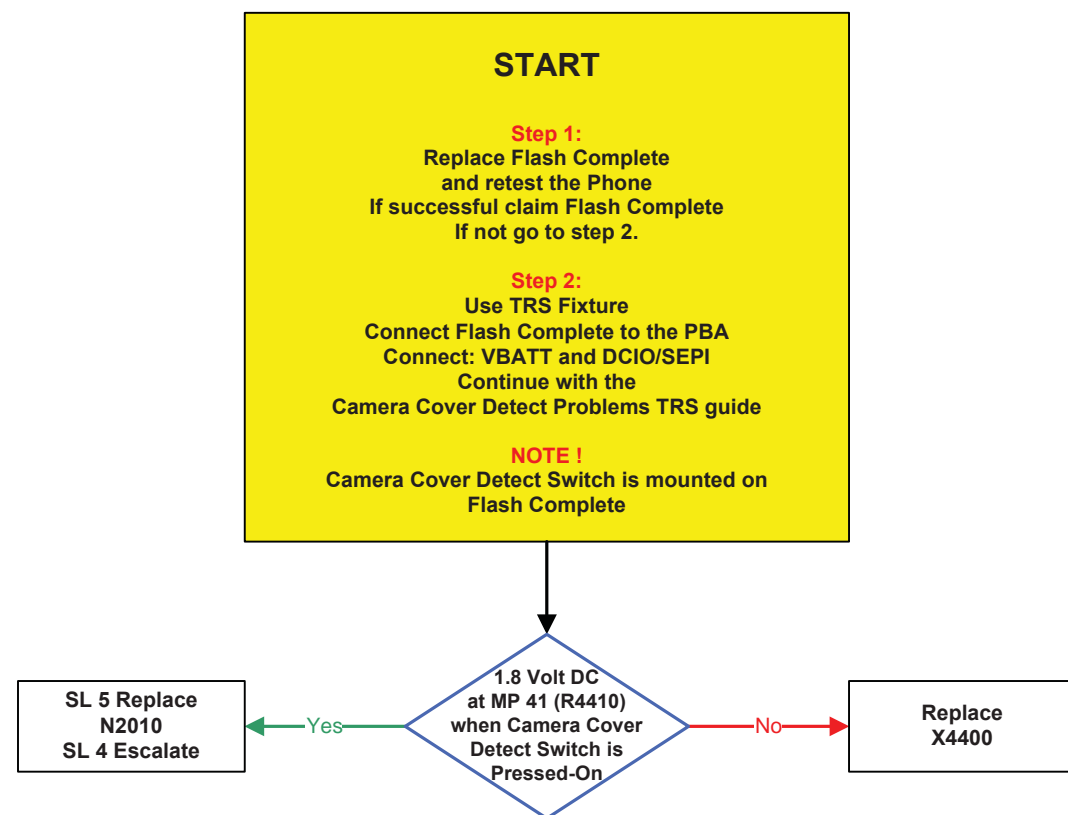 START
Step 1:
Replace Flash Complete
and retest the Phone
If successful claim Flash Complete
If not go to step 2.
Step 2:
Use TRS Fixture
Connect Flash Complete to the PBA
Connect: VBATT and DCIO/SEPI
Continue with the
Camera Cover Detect Problems TRS guide
NOTE !
Camera Cover Detect Switch is mounted on
Flash Complete
1.8 Volt DC
at MP 41 (R4410)
when Camera Cover
Detect Switch is
Pressed-On
Yes
SL 5 Replace
N2010
SL 4 Escalate
No
Replace
X4400